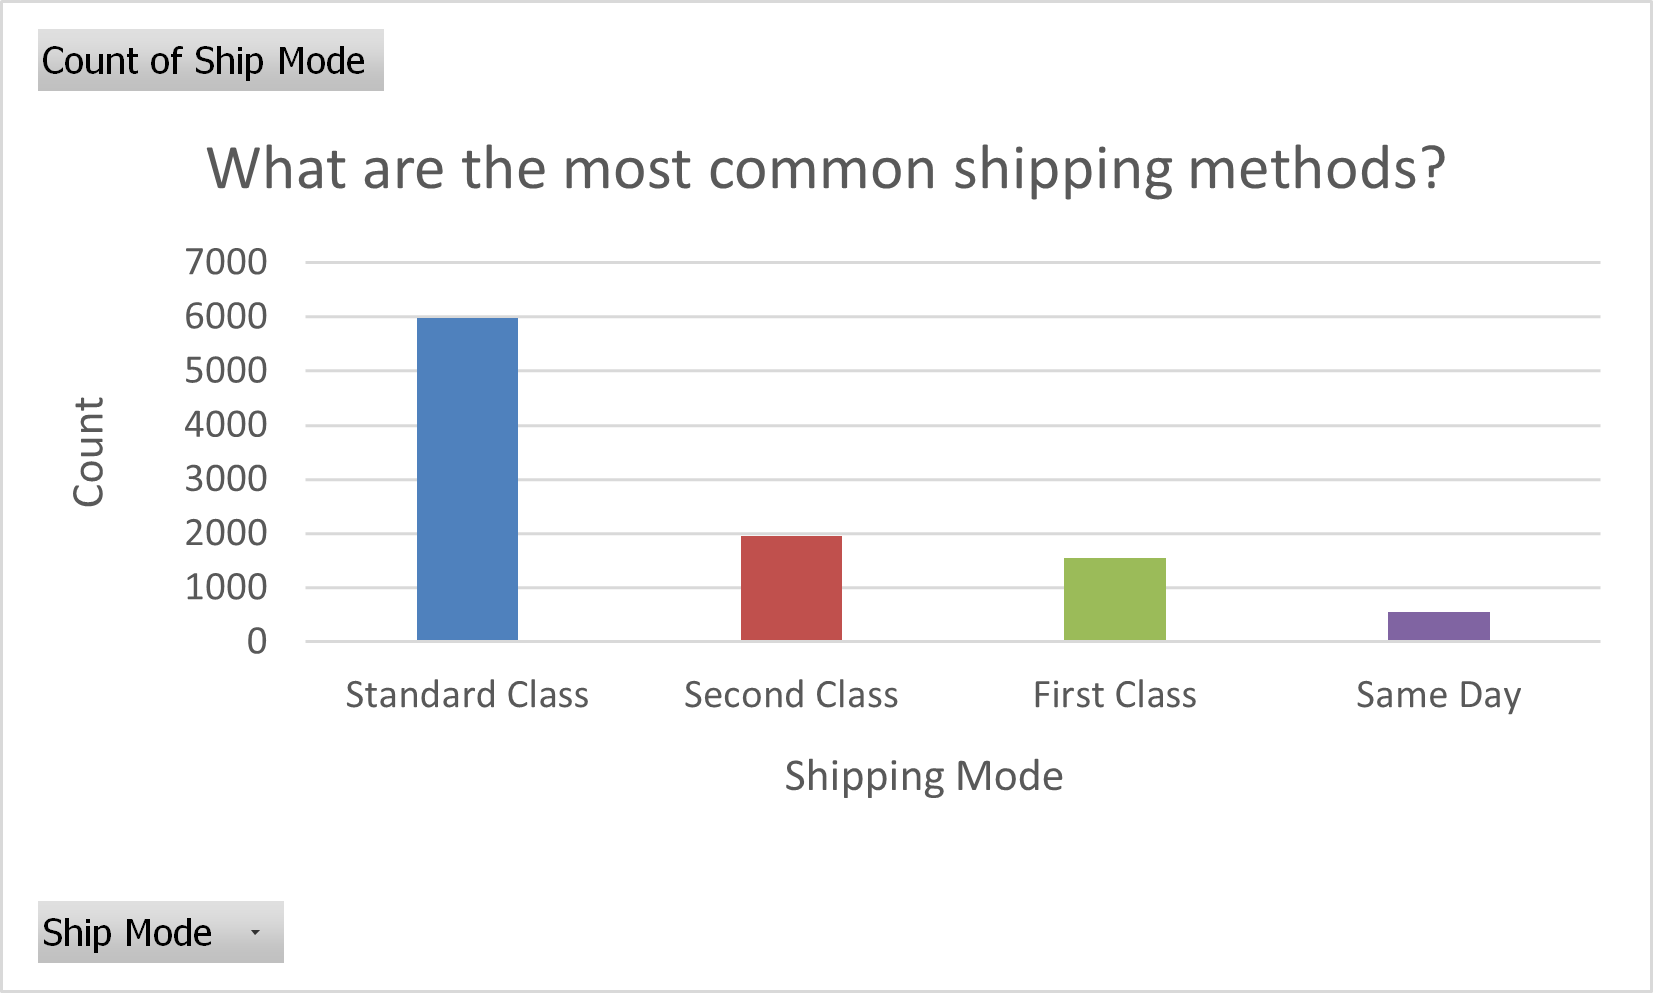 Count of Ship Mode
What are the most common shipping methods?
7000
6000
5000
4000
3000
2000
1000
0
Count
Standard Class
Second Class
First Class
Same Day
Shipping Mode
Ship Mode